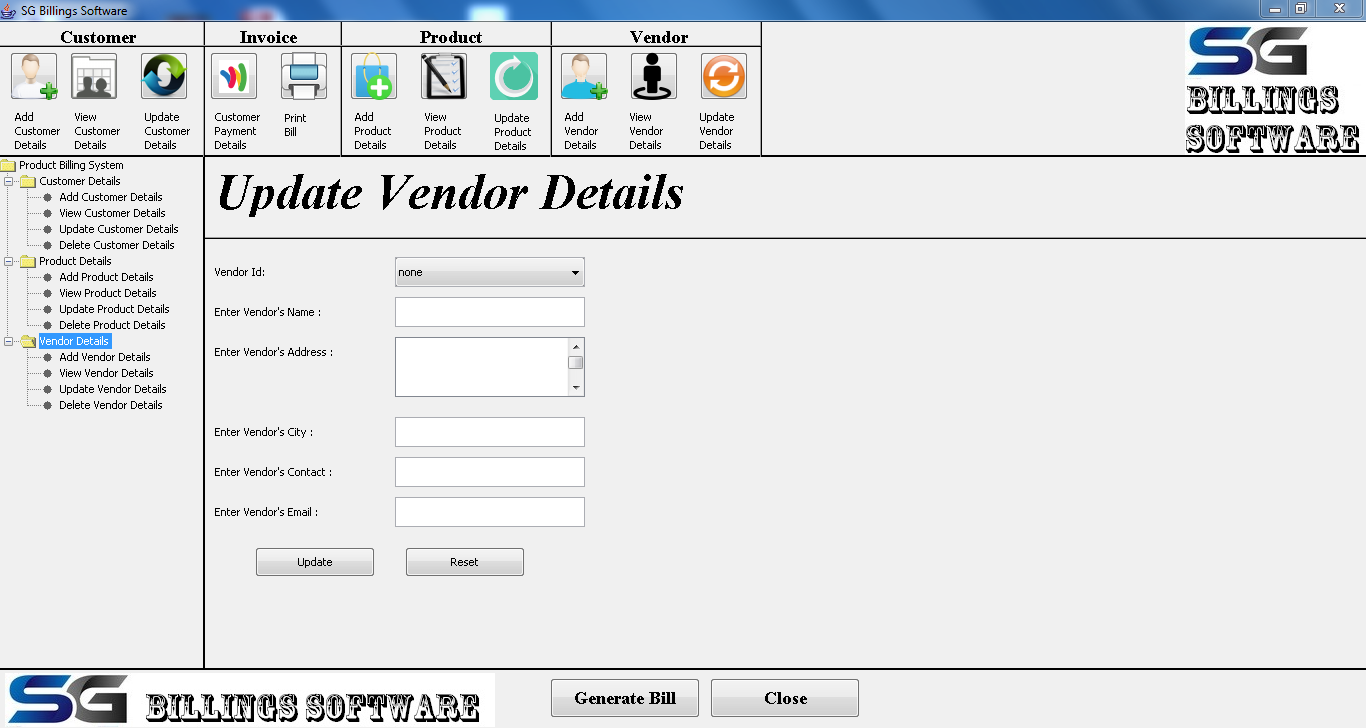 SG Billings Software
Customer
Invoice
Product
Vendor
Add
Customer
Details
View
Customer
Details
Update
Customer
Details
Customer
Payment
Details
Print
Bill
Add
Product
Details
View
Product
Details
Update
Product
Details
Add
Vendor
Details
View
Vendor
Details
Update
Vendor
Details
SG
BILLINGS
SOFTWARE
Product Billing System
Customer Details
Add Customer Details
View Customer Details
Update Customer Details
Delete Customer Details
Product Details
Add Product Details
View Product Details
Update Product Details
Delete Product Details
Vendor Details
Add Vendor Details
View Vendor Details
Update Vendor Details
Delete Vendor Details
Update Vendor Details
Vendor Id:
none
Enter Vendor's Name :
Enter Vendor's Address :
Enter Vendor's City :
Enter Vendor's Contact :
Enter Vendor's Email :
Update
Reset
SG BILLINGS SOFTWARE
Generate Bill
Close